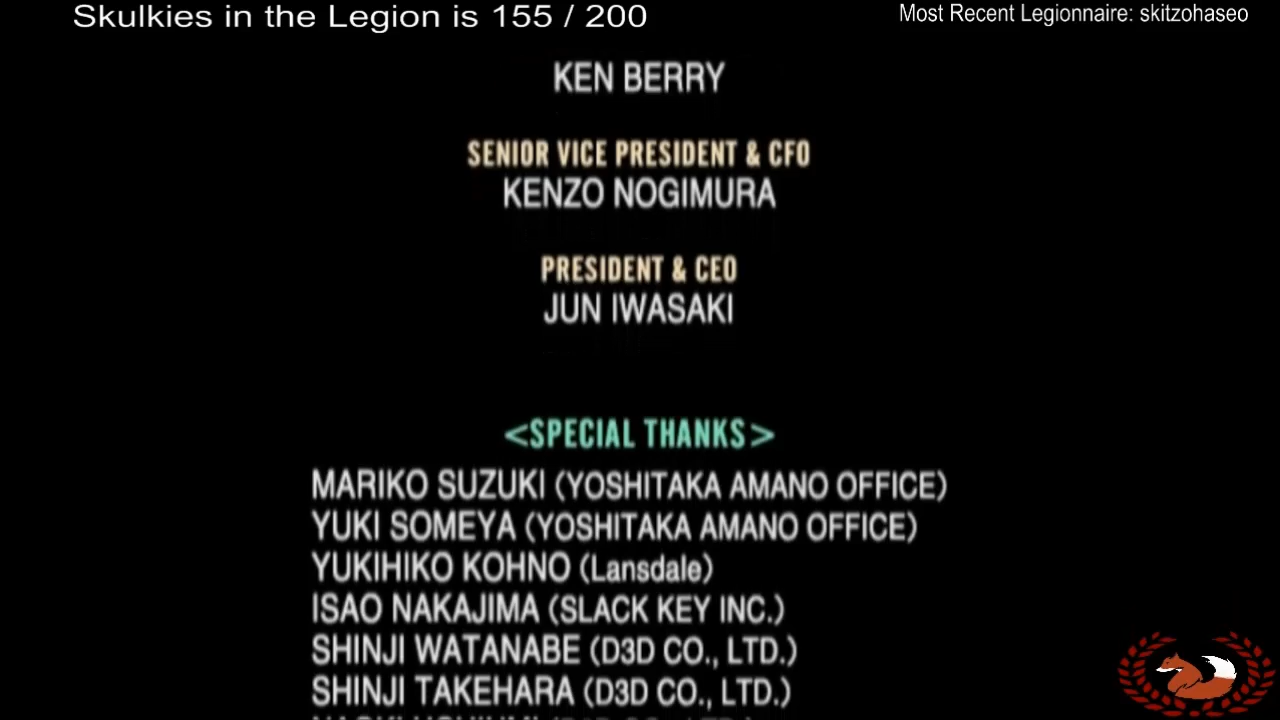 Skulkies in the Legion is 155 / 200
Most Recent Legionnaire: skitzohaseo
KEN BERRY
SENIOR VICE PRESIDENT & CFO
KENZO NOGIMURA
PRESIDENT & CEO
JUN IWASAKI
<SPECIAL THANKS>
MARIKO SUZUKI (YOSHITAKA AMANO OFFICE)
YUKI SOMEYA (YOSHITAKA AMANO OFFICE)
YUKIHIKO KOHNO (Lansdale)
ISAO NAKAJIMA (SLACK KEY INC.)
SHINJI WATANABE (D3D CO., LTD.)
SHINJI TAKEHARA (D3D CO., LTD.)